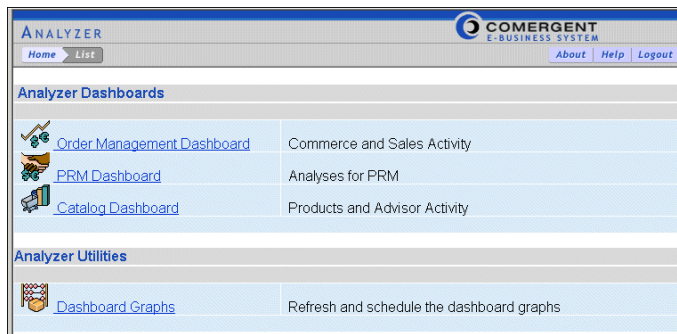 ANALYZER
COMERGENT
E-BUSINESS SYSTEM
Home List
About Help Logout
Analyzer Dashboards
Order Management Dashboard Commerce and Sales Activity
PRM Dashboard Analyses for PRM
Catalog Dashboard Products and Advisor Activity
Analyzer Utilities
Dashboard Graphs Refresh and schedule the dashboard graphs